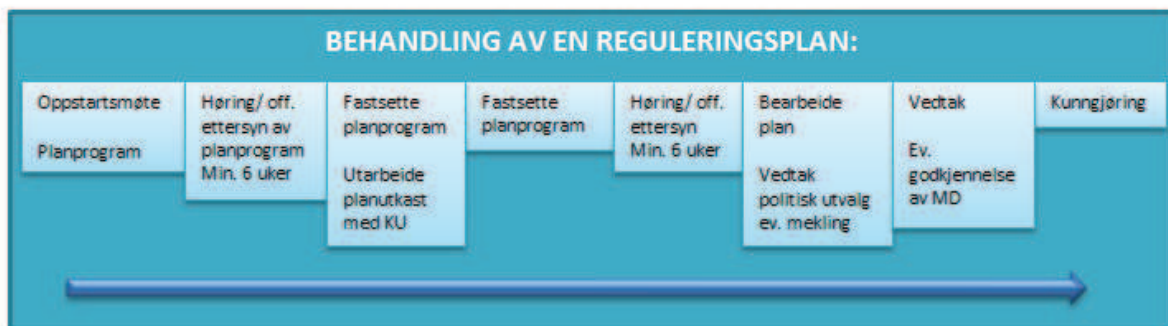 BEHANDLING AV EN REGULERINGSPLAN:
Oppstartsmøte
Planprogram
Høring/ off.
ettersyn av
planprogram
Min. 6 uker
Fastsette
planprogram
Utarbeide
planutkast
med KU
Fastsette
planprogram
Høring/ off.
ettersyn
Min. 6 uker
Bearbeide
plan
Vedtak
politisk utvalg
ev. mekling
Vedtak
Ev.
godkjennelse
av MD
Kunngjøring